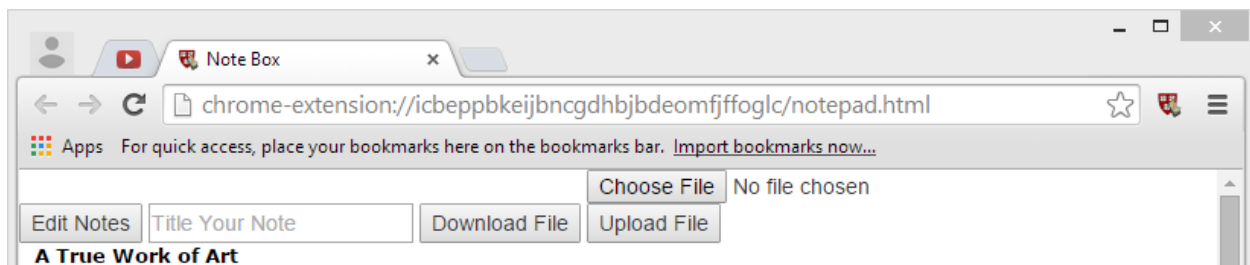 Note Box
chrome-extension://icbeppbkeijbncgdhbjbdeomfjffoglc/notepad.html
Apps For quick access, place your bookmarks here on the bookmarks bar. Import bookmarks now...
Choose File No file chosen
Edit Notes Title Your Note Download File Upload File
A True Work of Art